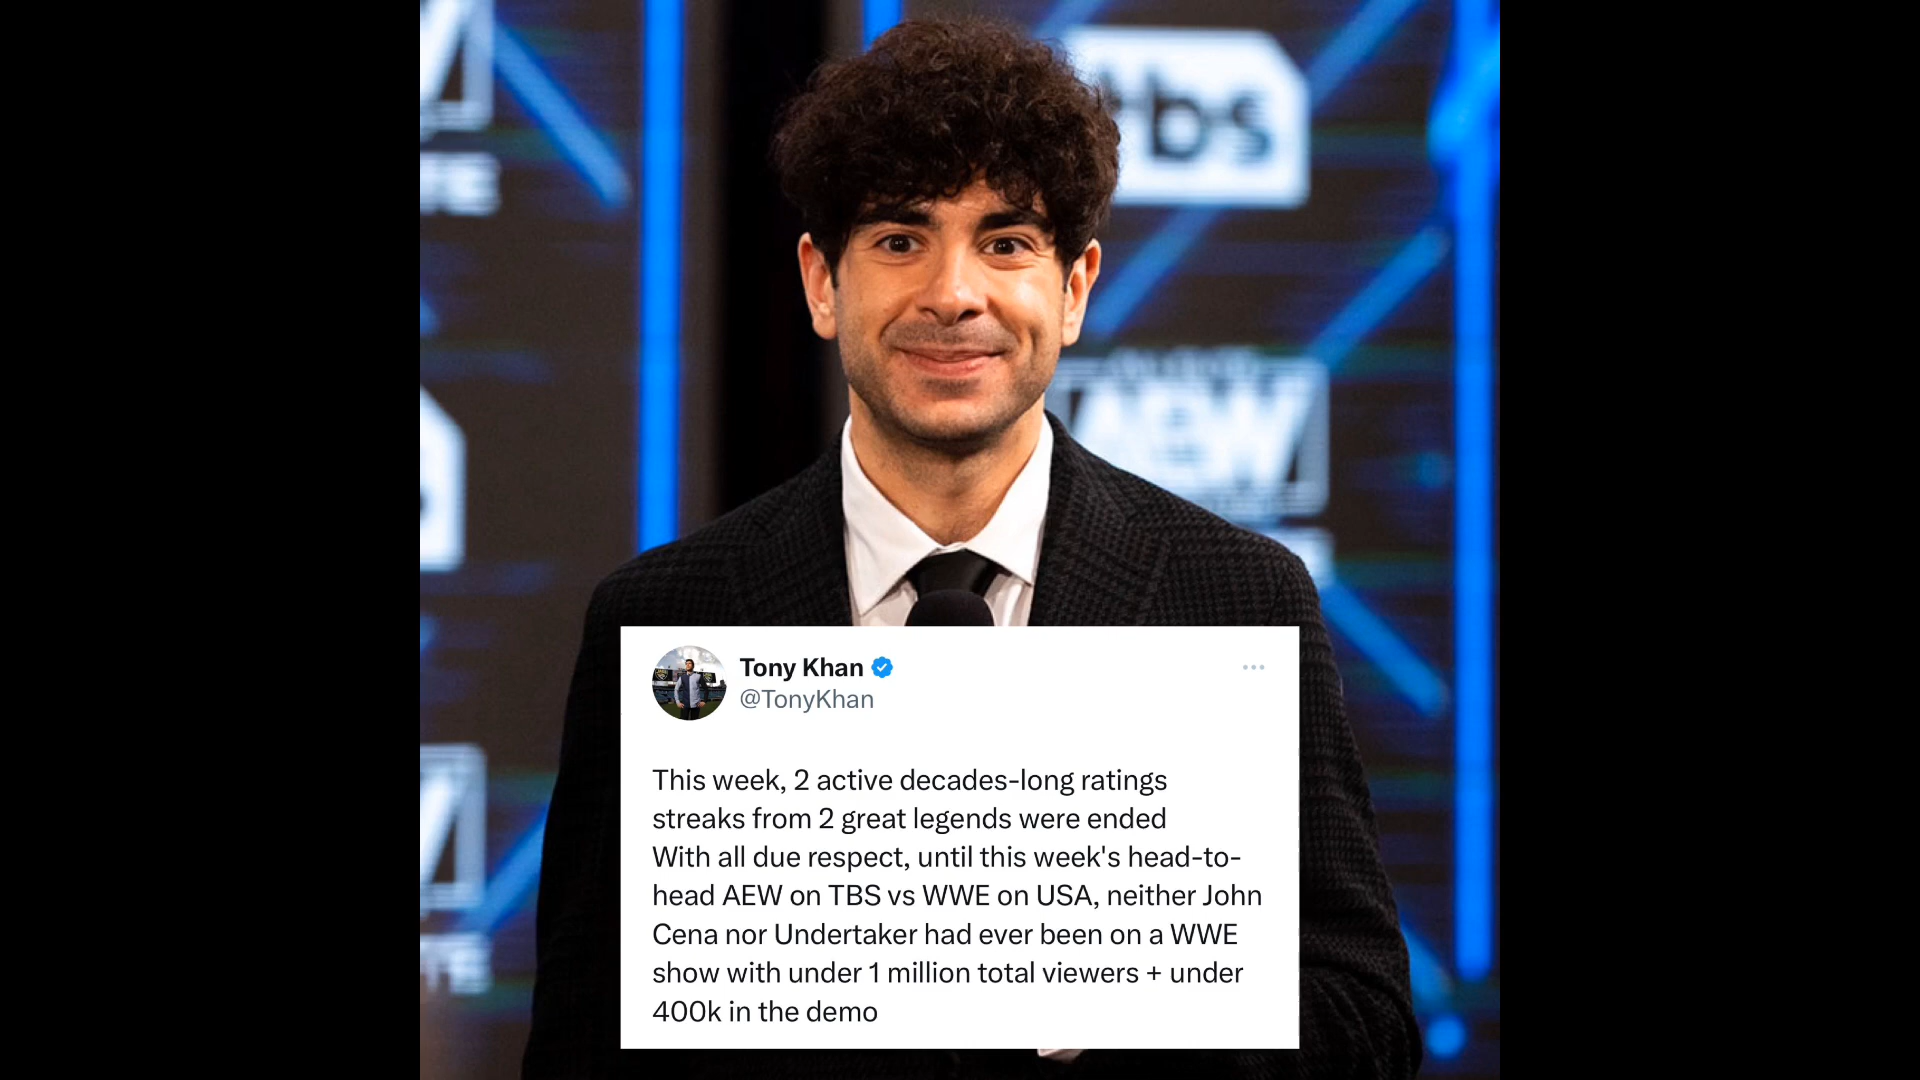 tbs
AEW
Tony Khan
@TonyKhan
This week, 2 active decades-long ratings
streaks from 2 great legends were ended
With all due respect, until this week's head-to-
head AEW on TBS vs WWE on USA, neither John
Cena nor Undertaker had ever been on a WWE
show with under 1 million total viewers + under
400k in the demo